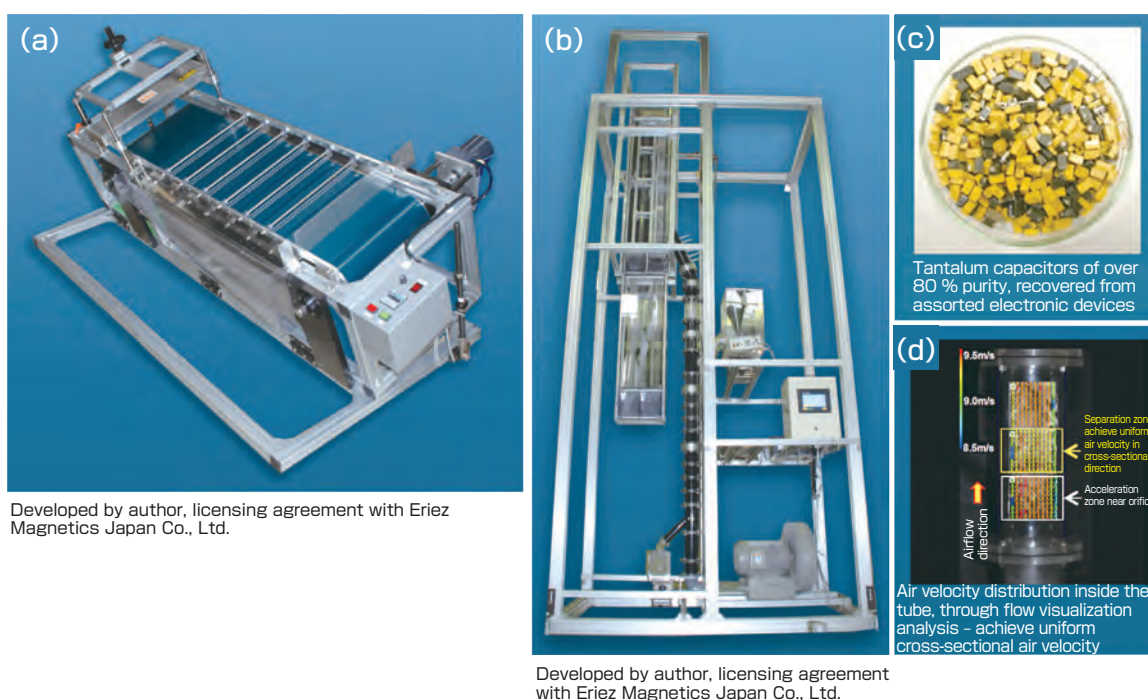 (a)
Developed by author, licensing agreement with Eriez
Magnetics Japan Co., Ltd.
(b)
Developed by author, licensing agreement
with Eriez Magnetics Japan Co., Ltd.
(c)
Tantalum capacitors of over
80 % purity, recovered from
assorted electronic devices
(d)
9.5m/s
9.0m/s
8.5m/s
Airflow
direction
Separation zon
achieve uniform
air velocity in
cross-sectiona
direction
Acceleration
zone near orific
Air velocity distribution inside the
tube, through flow visualization
analysis – achieve uniform
cross-sectional air velocity